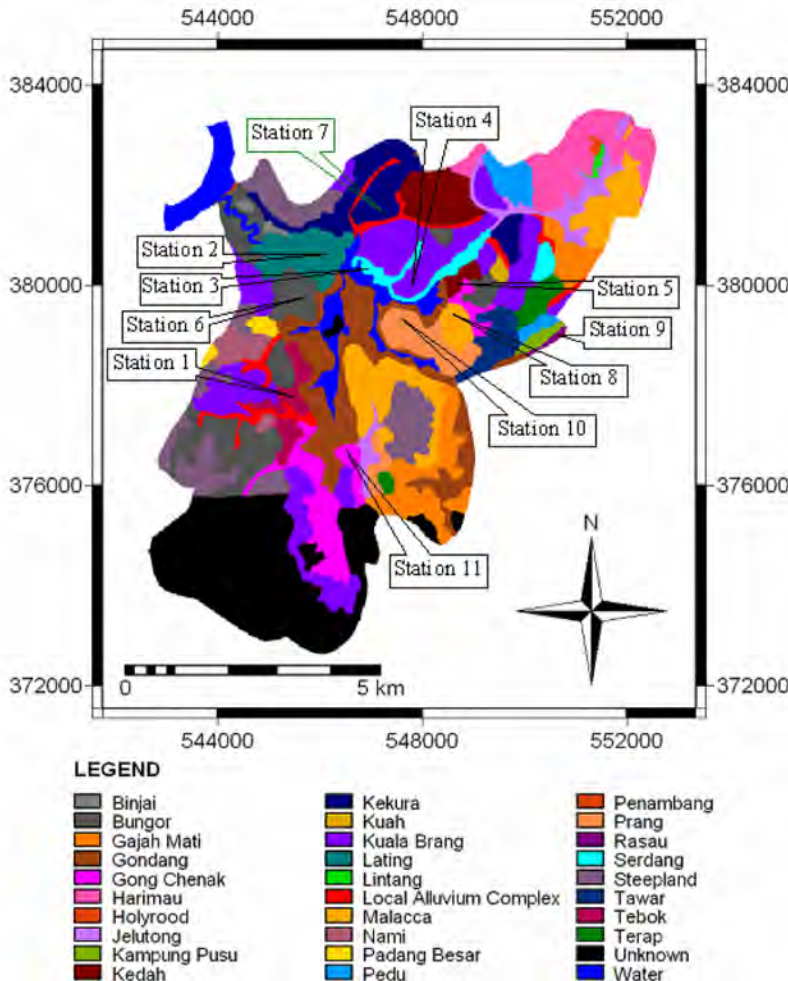 544000 548000 552000
384000 384000
Station 7
Station 4
Station 2
380000 380000
Station 3
Station 5
Station 6
Station 9
Station 1
Station 8
Station 10
376000 376000
N
Station 11
372000 372000
0 5 km
544000 548000 552000
LEGEND
Binjai
Bungor
Gajah Mati
Gondang
Gong Chenak
Harimau
Holyrood
Jelutong
Kampung Pusu
Kedah
Kekura
Kuah
Kuala Brang
Lating
Lintang
Local Alluvium Complex
Malacca
Nami
Padang Besar
Pedu
Penambang
Prang
Rasau
Serdang
Steepland
Tawar
Tebok
Terap
Unknown
Water